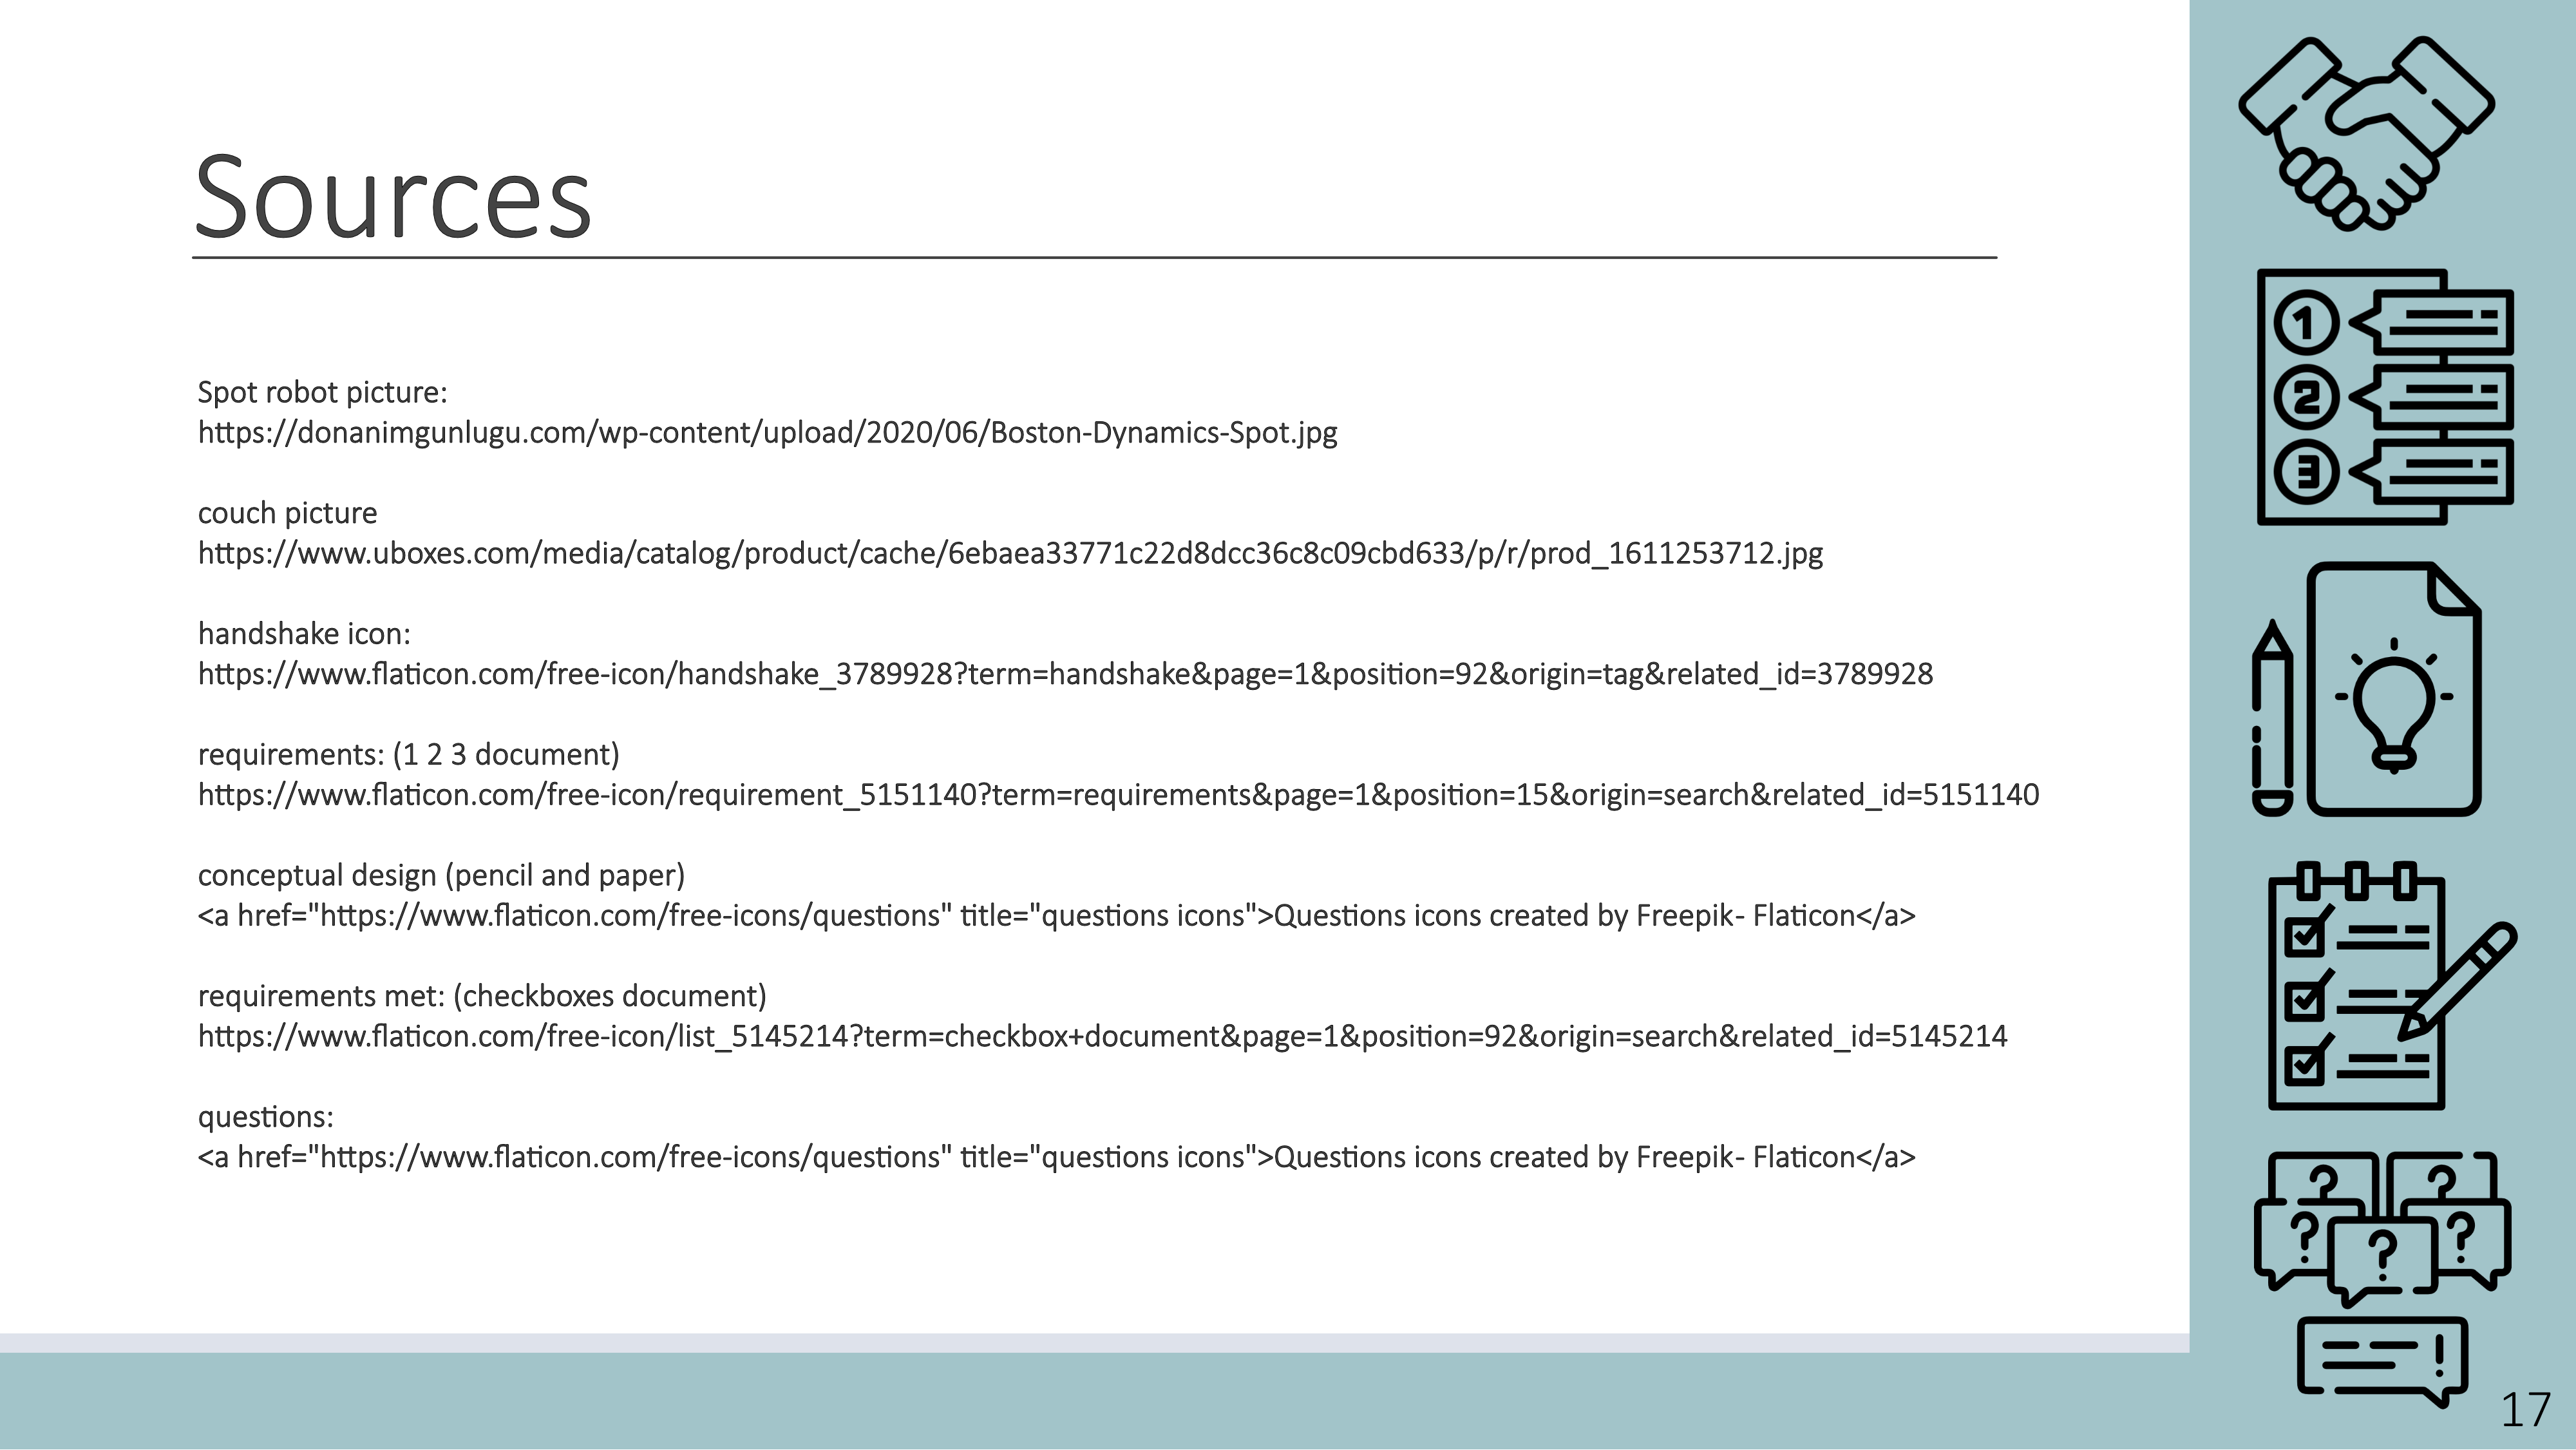 Sources
Spot robot picture:
https://donanimgunlugu.com/wp-content/upload/2020/06/Boston-Dynamics-Spot.jpg
couch picture
https://www.uboxes.com/media/catalog/product/cache/6ebaea33771c22d8dcc36c8c09cbd633/p/r/prod_1611253712.jpg
handshake icon:
https://www.flaticon.com/free-icon/handshake_3789928?term=handshake&page=1&position=92&origin=tag&related_id=3789928
requirements: (1 2 3 document)
https://www.flaticon.com/free-icon/requirement_5151140?term=requirements&page=1&position=15&origin=search&related_id=5151140
conceptual design (pencil and paper)
<a href="https://www.flaticon.com/free-icons/questions" title="questions icons">Questions icons created by Freepik- Flaticon</a>
requirements met: (checkboxes document)
https://www.flaticon.com/free-icon/list_5145214?term=checkbox+document&page=1&position=92&origin=search&related_id=5145214
questions:
<a href="https://www.flaticon.com/free-icons/questions" title="questions icons">Questions icons created by Freepik- Flaticon</a>
1
2
3
? ?
? ? ?
!
17